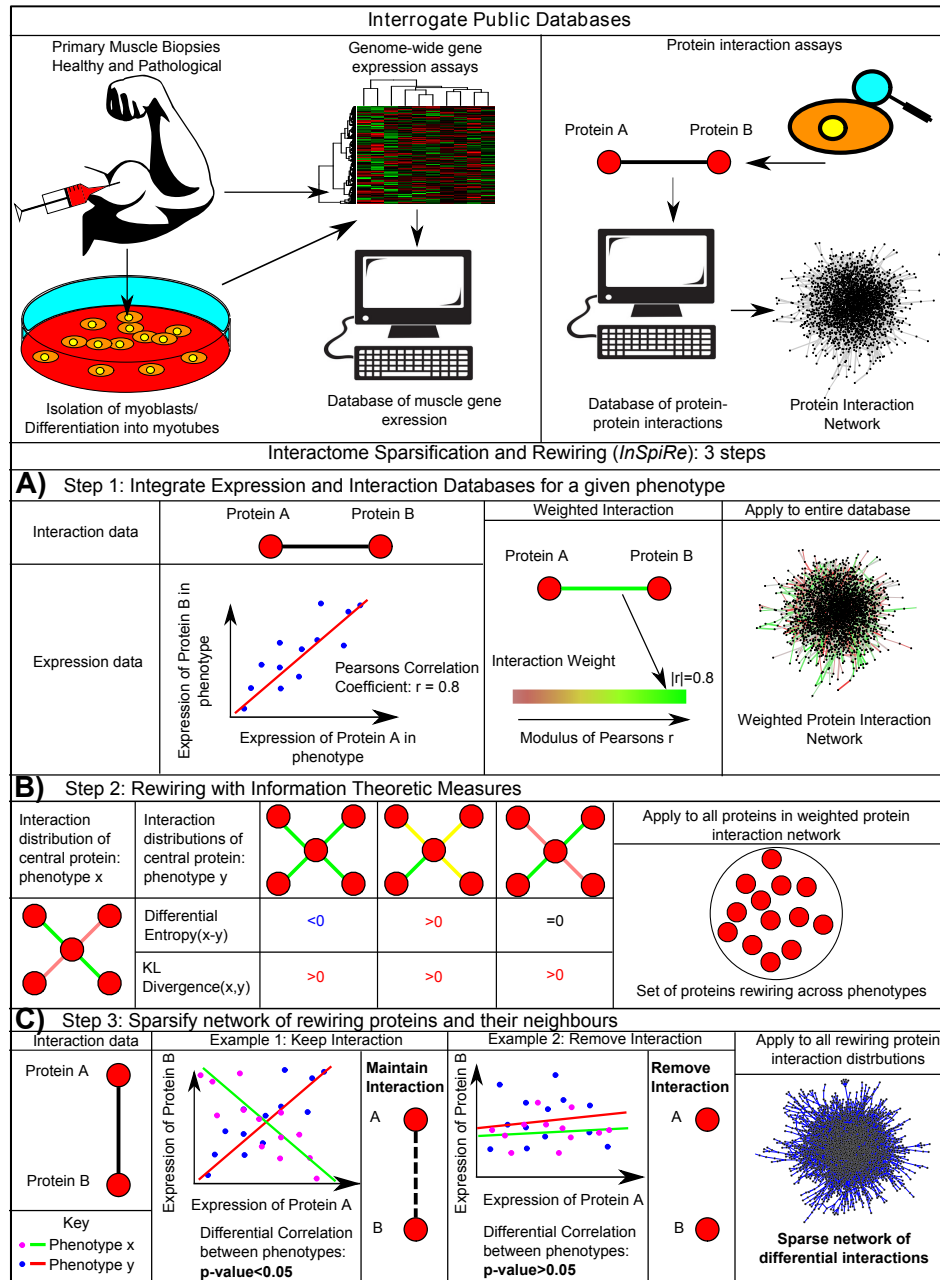 Interrogate Public Databases
Primary Muscle Biopsies
Healthy and Pathological
Genome-wide gene
expression assays
Protein interaction assays
Protein A
Protein B
Isolation of myoblasts/
Differentiation into myotubes
Database of muscle gene
exression
Database of protein-
protein interactions
Protein Interaction
Network
Interactome Sparsification and Rewiring (InSpiRe): 3 steps
A) Step 1: Integrate Expression and Interaction Databases for a given phenotype
Interaction data
Protein A
Protein B
Weighted Interaction
Apply to entire database
Expression data
Expression of Protein B in
phenotype
Pearsons Correlation
Coefficient: r = 0.8
Expression of Protein A in
phenotype
Protein A
Protein B
Interaction Weight
|r|=0.8
Modulus of Pearsons r
Weighted Protein Interaction
Network
B) Step 2: Rewiring with Information Theoretic Measures
Interaction
distribution of
central protein:
phenotype x
Interaction
distributions of
central protein:
phenotype y
Apply to all proteins in weighted protein
interaction network
Differential
Entropy(x-y)
<0
>0
=0
KL
Divergence(x,y)
>0
>0
>0
Set of proteins rewiring across phenotypes
C) Step 3: Sparsify network of rewiring proteins and their neighbours
Interaction data
Protein A
Protein B
Key
Phenotype x
Phenotype y
Example 1: Keep Interaction
Expression of Protein B
Expression of Protein A
Differential Correlation
between phenotypes:
p-value<0.05
Maintain
Interaction
A
B
Example 2: Remove Interaction
Expression of Protein B
Expression of Protein A
Differential Correlation
between phenotypes:
p-value>0.05
Remove
Interaction
A
B
Apply to all rewiring protein
interaction distrbutions
Sparse network of
differential interactions